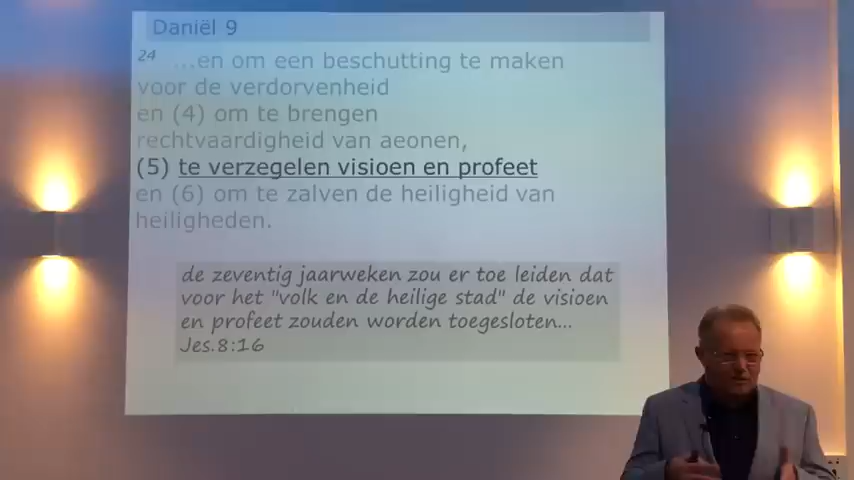 Daniël 9
24 ...en om een beschutting te maken
voor de verdorvenheid
en (4) om te brengen
rechtvaardigheid van aeonen,
(5) te verzegelen visioen en profeet
en (6) om te zalven de heiligheid van
heiligheden.
de zeventig jaarweken zou er toe leiden dat
voor het "volk en de heilige stad" de visioen
en profeet zouden worden toegesloten...
Jes.8:16